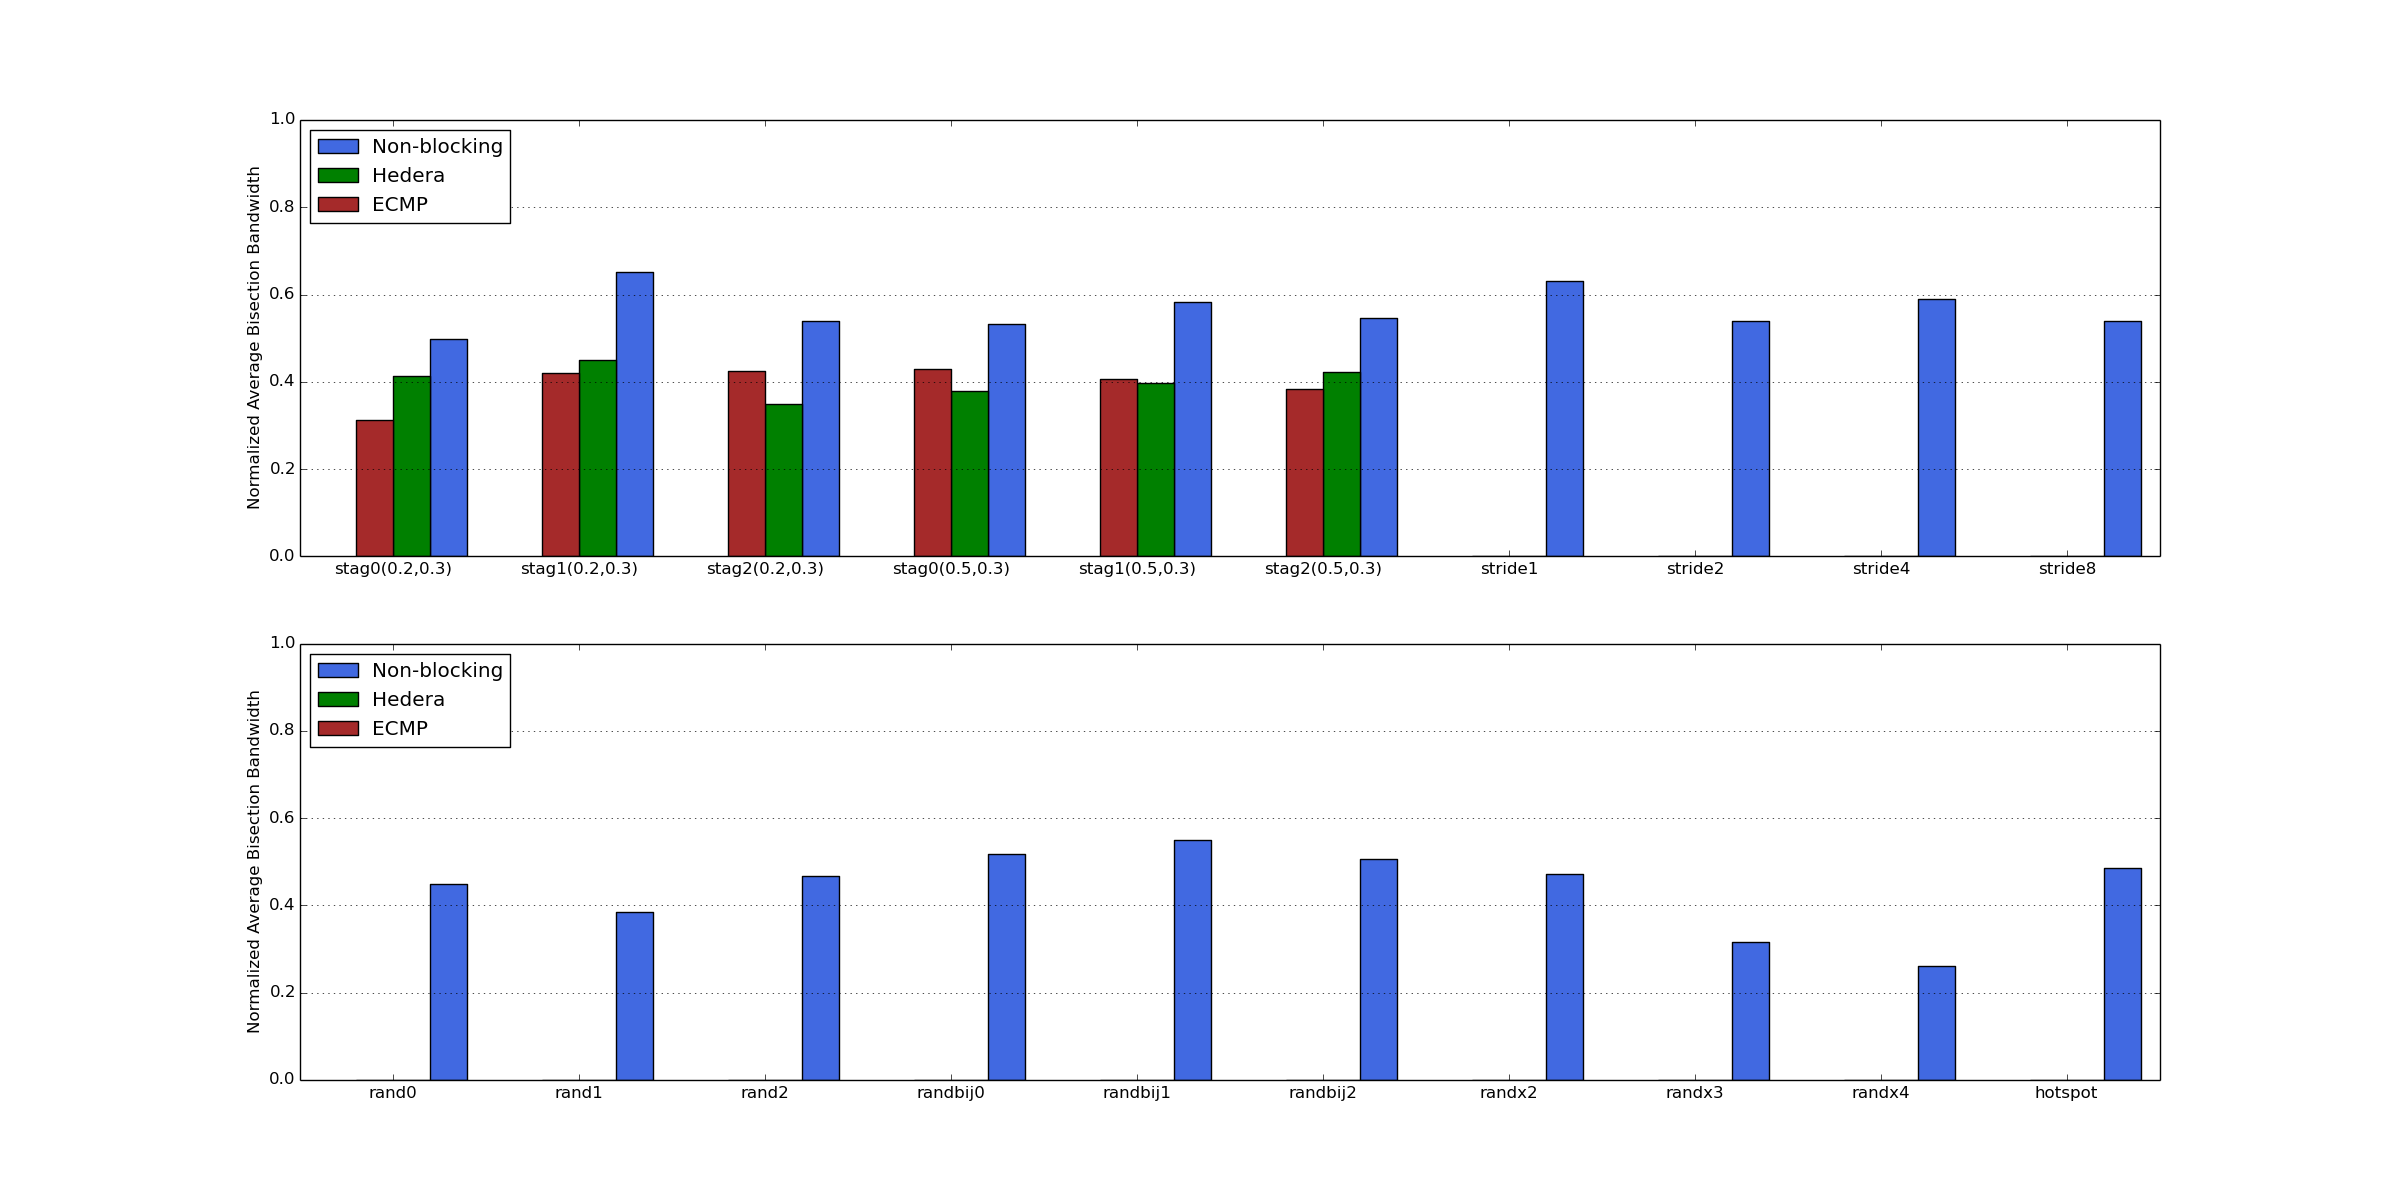 1.0
Non-blocking
Hedera
ECMP
0.8
0.6
0.4
0.2
0.0
Normalized Average Bisection Bandwidth
stag0(0.2,0.3) stag1(0.2,0.3) stag2(0.2,0.3) stag0(0.5,0.3) stag1(0.5,0.3) stag2(0.5,0.3) stride1 stride2 stride4 stride8
1.0
Non-blocking
Hedera
ECMP
0.8
0.6
0.4
0.2
0.0
Normalized Average Bisection Bandwidth
rand0 rand1 rand2 randbij0 randbij1 randbij2 randx2 randx3 randx4 hotspot